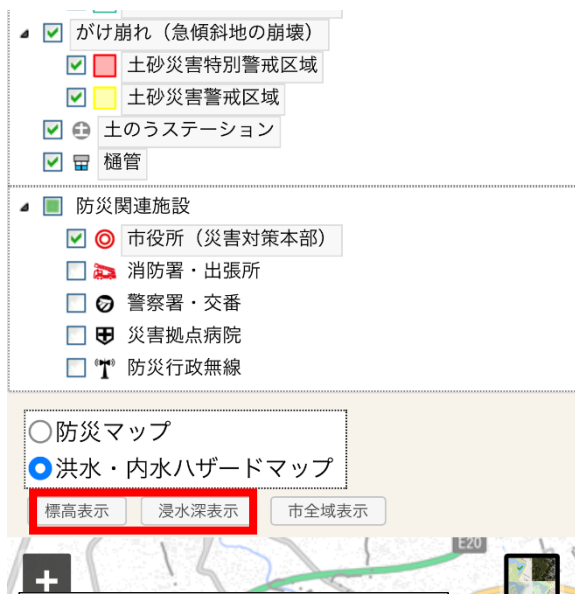 がけ崩れ（急傾斜地の崩壊）
土砂災害特別警戒区域
土砂災害警戒区域
土のうステーション
樋管
防災関連施設
市役所（災害対策本部）
消防署・出張所
警察署・交番
災害拠点病院
防災行政無線
防災マップ
洪水・内水ハザードマップ
標高表示 浸水深表示 市全域表示
E20
+